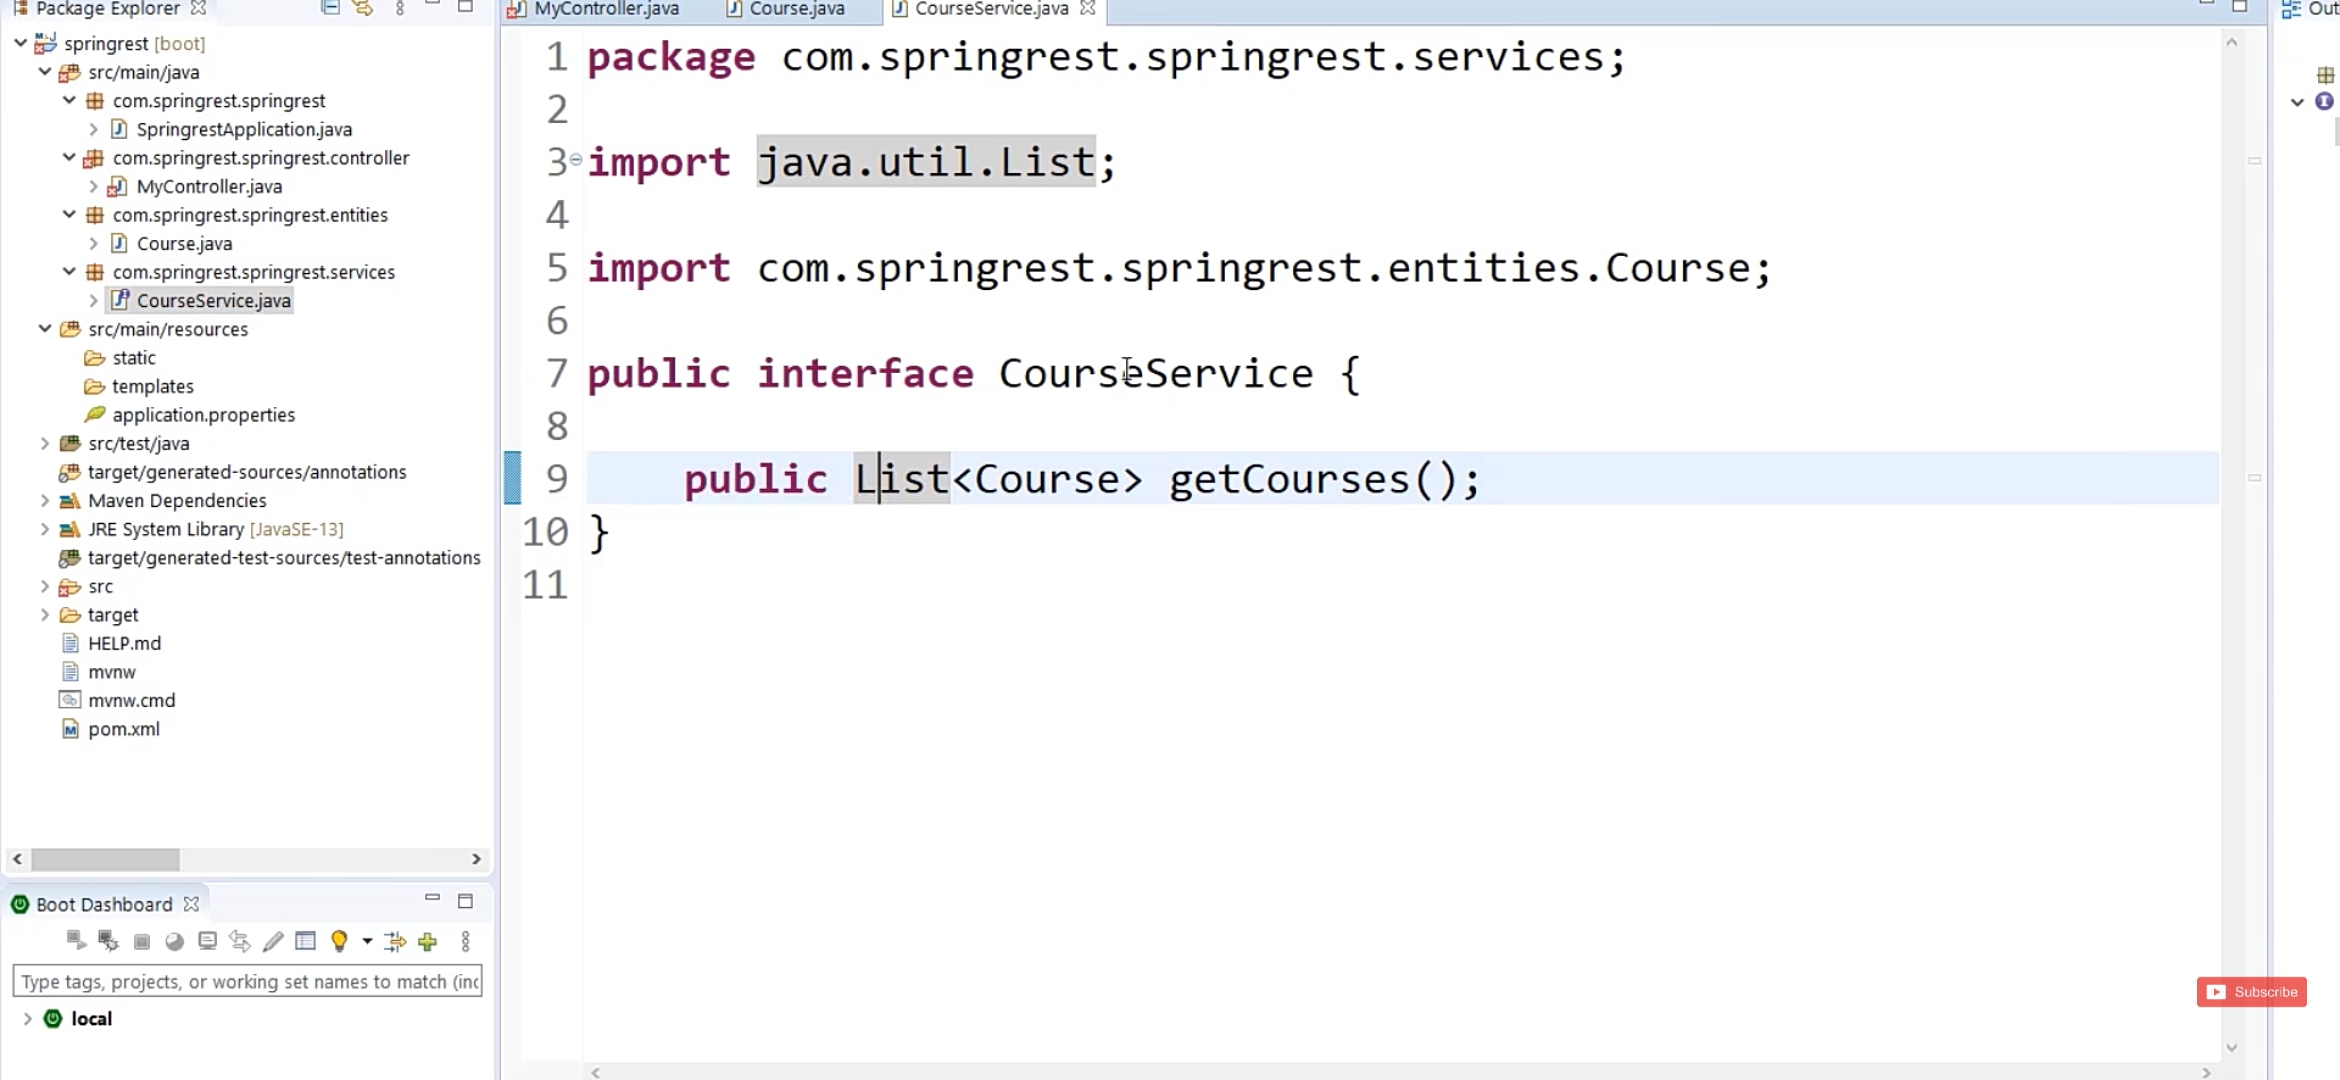 Package Explorer
springrest [boot]
src/main/java
com.springrest.springrest
SpringrestApplication.java
com.springrest.springrest.controller
MyController.java
com.springrest.springrest.entities
Course.java
com.springrest.springrest.services
CourseService.java
src/main/resources
static
templates
application.properties
src/test/java
target/generated-sources/annotations
Maven Dependencies
JRE System Library [JavaSE-13]
target/generated-test-sources/test-annotations
src
target
HELP.md
mvnw
mvnw.cmd
pom.xml
Boot Dashboard
Type tags, projects, or working set names to match (inc
local
MyController.java Course.java CourseService.java
1 package com.springrest.springrest.services;
2
3 import java.util.List;
4
5 import com.springrest.springrest.entities.Course;
6
7 public interface CourseService {
8
9 public List<Course> getCourses();
10 }
11
Out
Subscribe